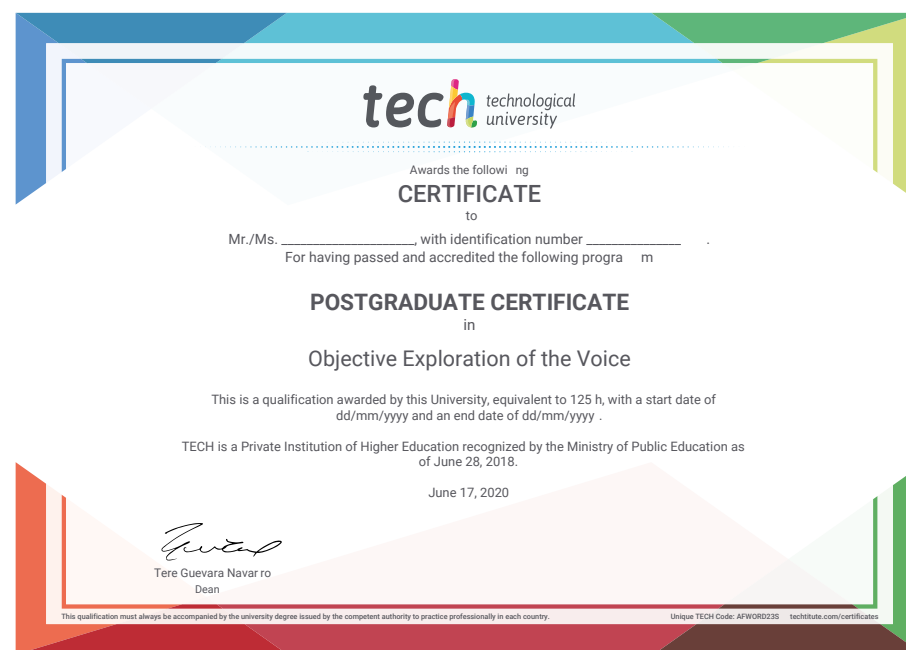 tech technological
university
Awards the followi ng
CERTIFICATE
to
Mr./Ms. _____________________, with identification number _______________ .
For having passed and accredited the following progra m
POSTGRADUATE CERTIFICATE
in
Objective Exploration of the Voice
This is a qualification awarded by this University, equivalent to 125 h, with a start date of
dd/mm/yyyy and an end date of dd/mm/yyyy .
TECH is a Private Institution of Higher Education recognized by the Ministry of Public Education as
of June 28, 2018.
June 17, 2020
Tere Guevara Navar ro
Dean
This qualification must always be accompanied by the university degree issued by the competent authority to practice professionally in each country.
Unique TECH Code: AFWORD23S techtitute.com/certificates